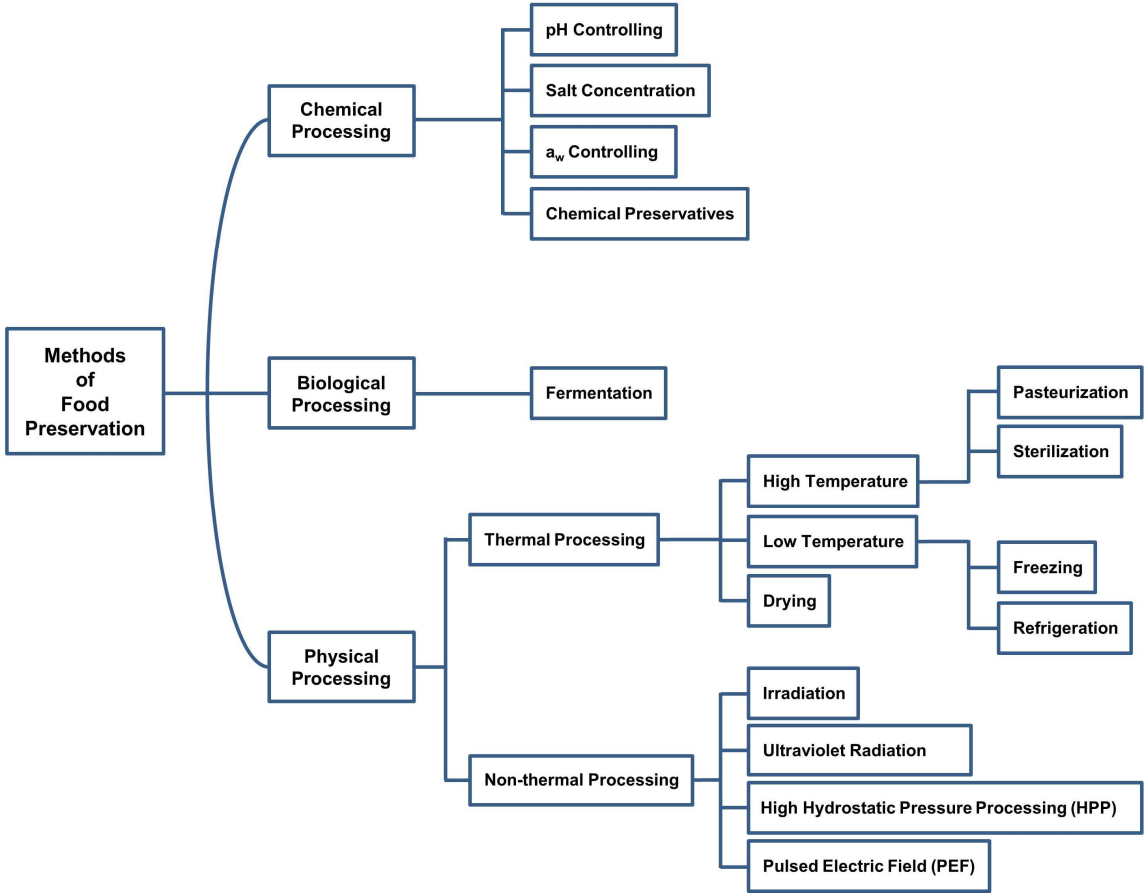 Methods
of
Food
Preservation
Chemical
Processing
pH Controlling
Salt Concentration
aw Controlling
Chemical Preservatives
Biological
Processing
Fermentation
Physical
Processing
Thermal Processing
High Temperature
Pasteurization
Sterilization
Low Temperature
Freezing
Refrigeration
Drying
Non-thermal Processing
Irradiation
Ultraviolet Radiation
High Hydrostatic Pressure Processing (HPP)
Pulsed Electric Field (PEF)